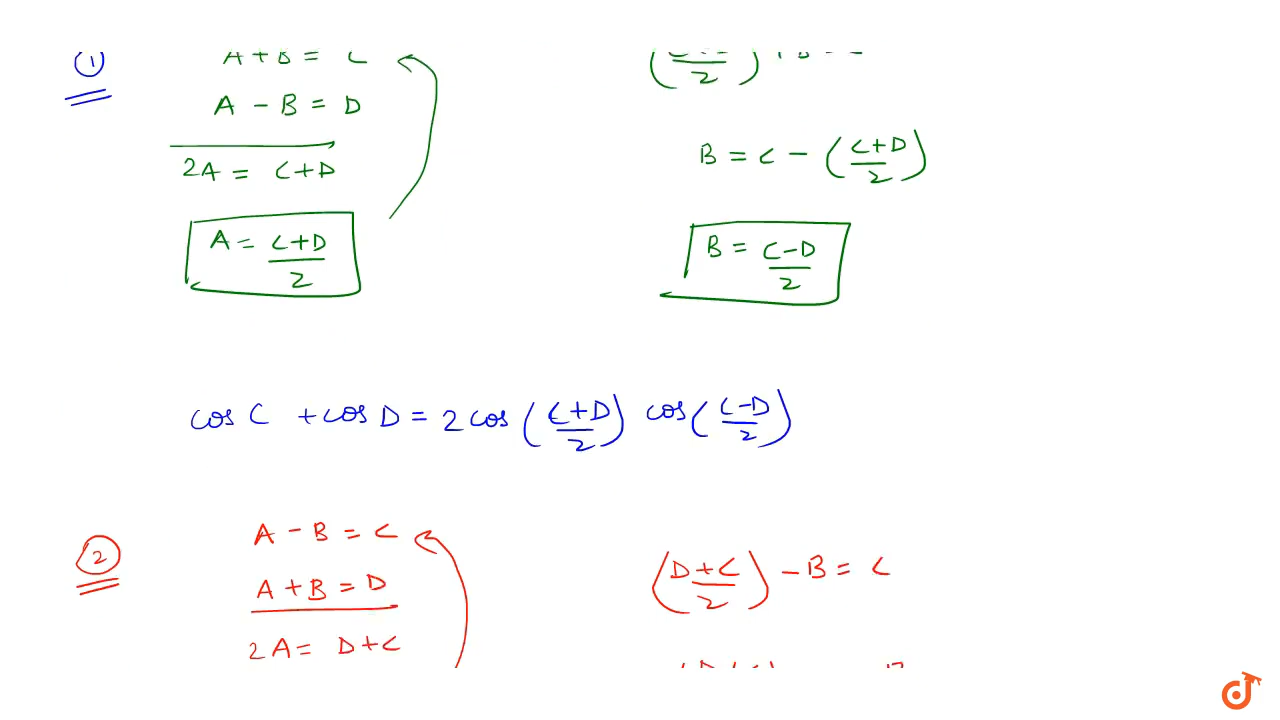 (1)
A + B = C
A - B = D
2A = C+D
A = (C+D)/2
B = C - ((C+D)/2)
B = (C-D)/2
cos C + cos D = 2 cos ((C+D)/2) cos ((C-D)/2)
(2)
A - B = C
A + B = D
2A = D+C
((D+C)/2) - B = C